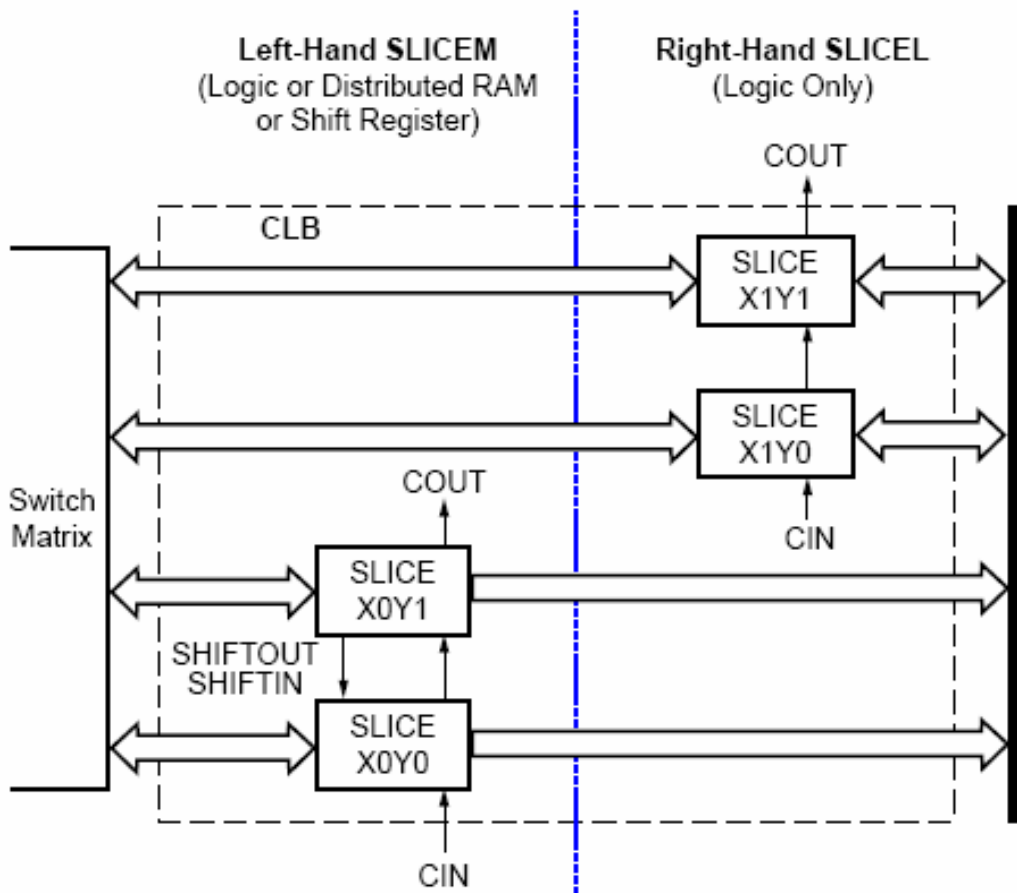 Left-Hand SLICEM
(Logic or Distributed RAM
or Shift Register)
Right-Hand SLICEL
(Logic Only)
COUT
CLB
SLICE
X1Y1
SLICE
X1Y0
COUT
Switch
Matrix
CIN
SLICE
X0Y1
SHIFTOUT
SHIFTIN
SLICE
X0Y0
CIN